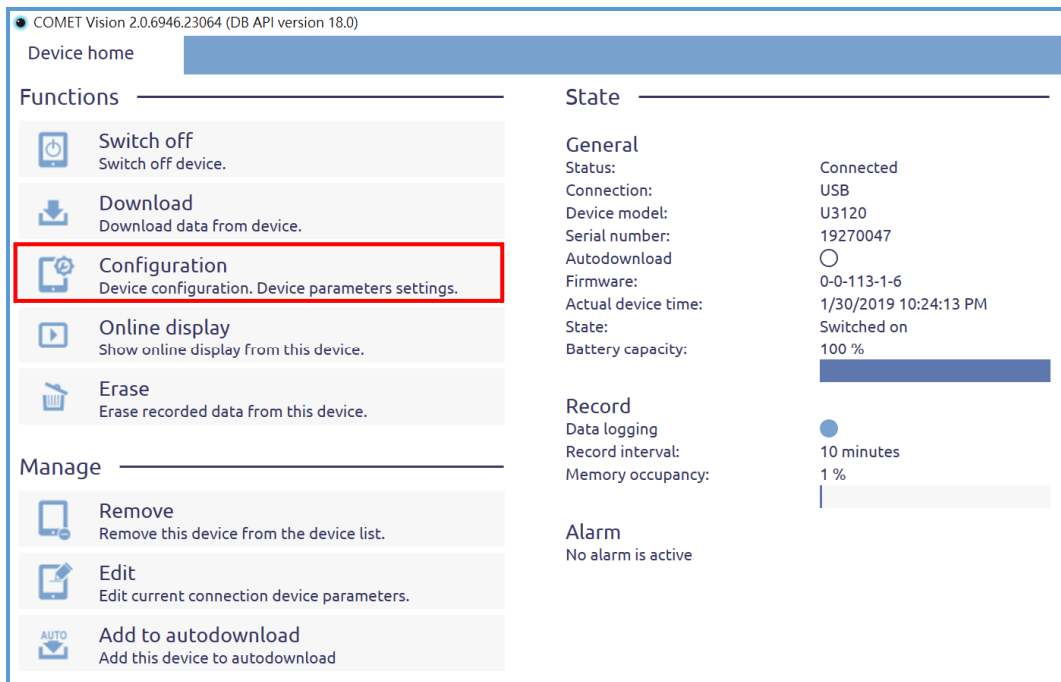 COMET Vision 2.0.6946.23064 (DB API version 18.0)
Device home
Functions
Switch off
Switch off device.
Download
Download data from device.
Configuration
Device configuration. Device parameters settings.
Online display
Show online display from this device.
Erase
Erase recorded data from this device.
Manage
Remove
Remove this device from the device list.
Edit
Edit current connection device parameters.
AUTO
Add to autodownload
Add this device to autodownload
State
General
Status: Connected
Connection: USB
Device model: U3120
Serial number: 19270047
Autodownload
Firmware: 0-0-113-1-6
Actual device time: 1/30/2019 10:24:13 PM
State: Switched on
Battery capacity: 100 %
Record
Data logging
Record interval: 10 minutes
Memory occupancy: 1 %
Alarm
No alarm is active